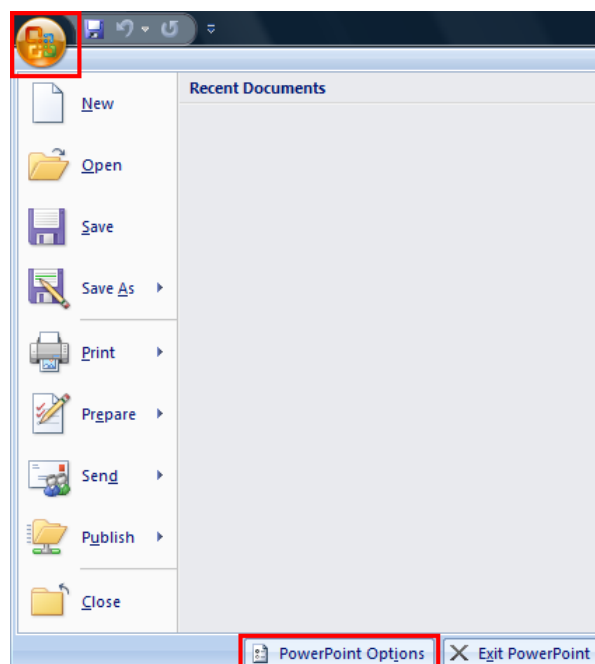 Recent Documents
New
Open
Save
Save As
Print
Prepare
Send
Publish
Close
PowerPoint Options
Exit PowerPoint